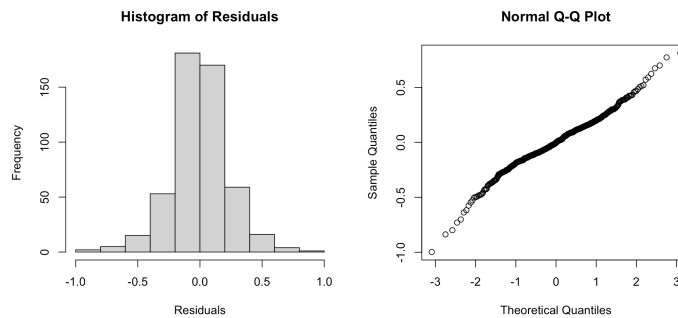 Histogram of Residuals
Frequency
150
100
50
0
-1.0 -0.5 0.0 0.5 1.0
Residuals
Normal Q-Q Plot
Sample Quantiles
0.5
0.0
-0.5
-1.0
-3 -2 -1 0 1 2 3
Theoretical Quantiles